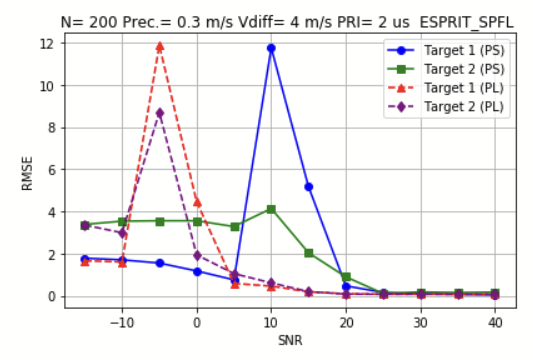 N= 200 Prec.= 0.3 m/s Vdiff= 4 m/s PRI= 2 us  ESPRIT_SPFL
12
10
8
6
4
2
0
RMSE
Target 1 (PS)
Target 2 (PS)
Target 1 (PL)
Target 2 (PL)
−10
0
10
20
30
40
SNR